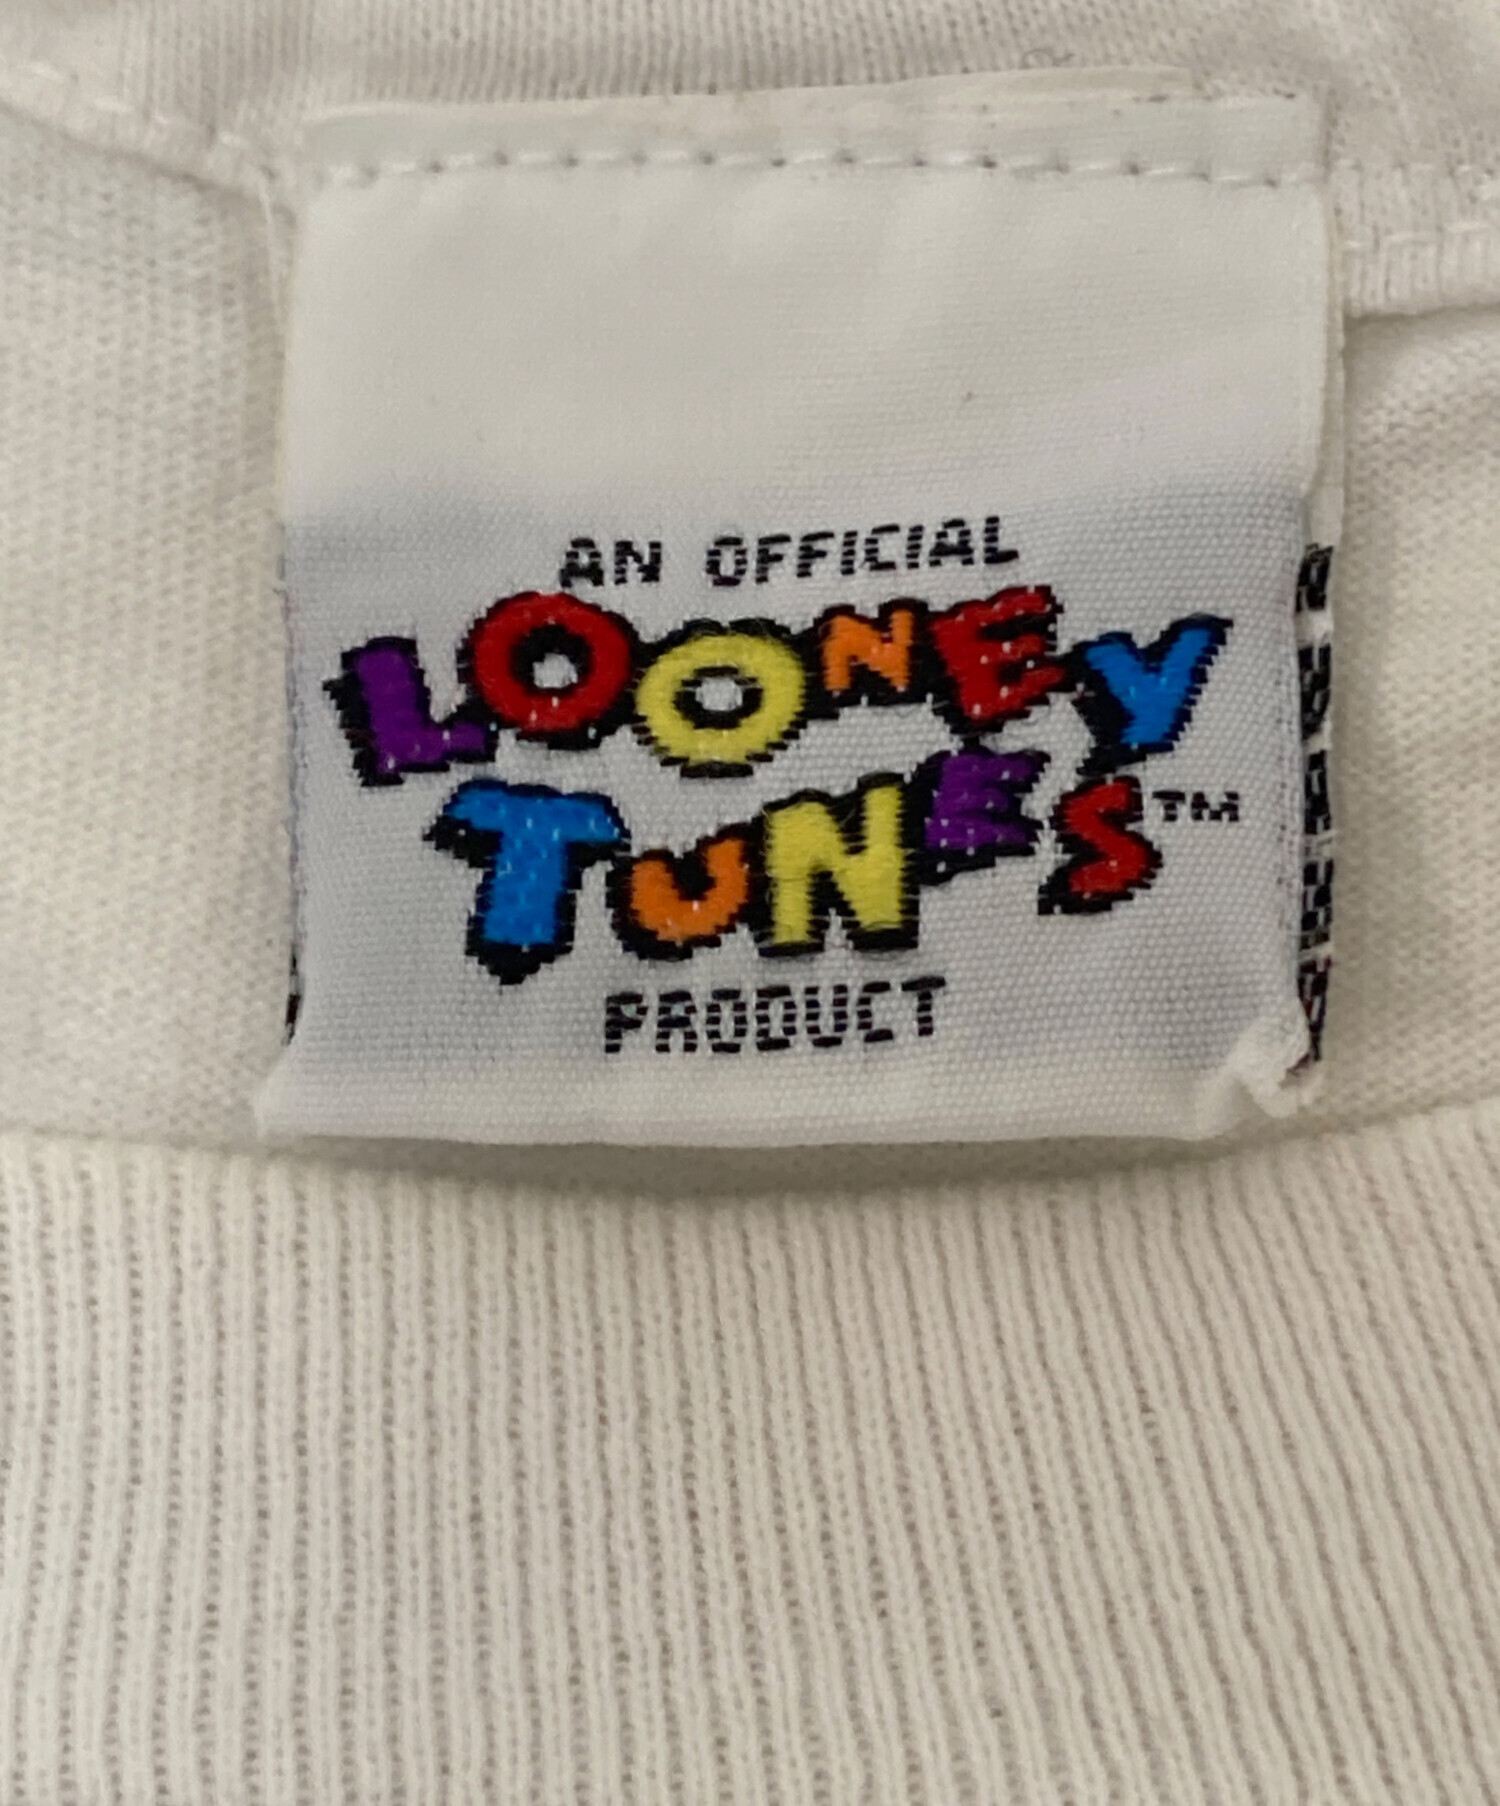 AN OFFICIAL
LOONEY
TUNES™
PRODUCT